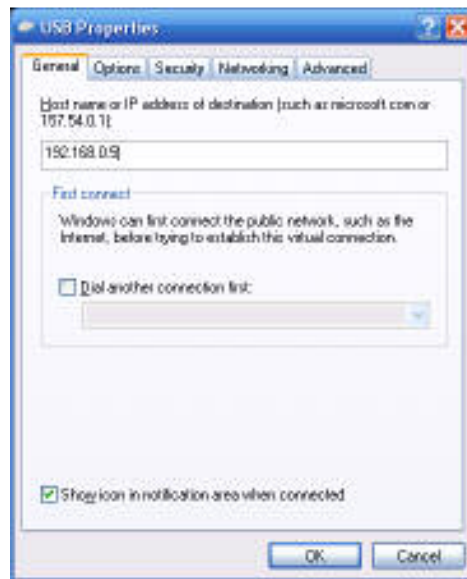 USB Properties
General Options Security Networking Advanced
Host name or IP address of destination (such as microsoft.com or
157.54.0.1):
192.168.0.5
First connect
Windows can first connect the public network, such as the
Internet, before trying to establish this virtual connection.
Dial another connection first:
Show icon in notification area when connected
OK Cancel